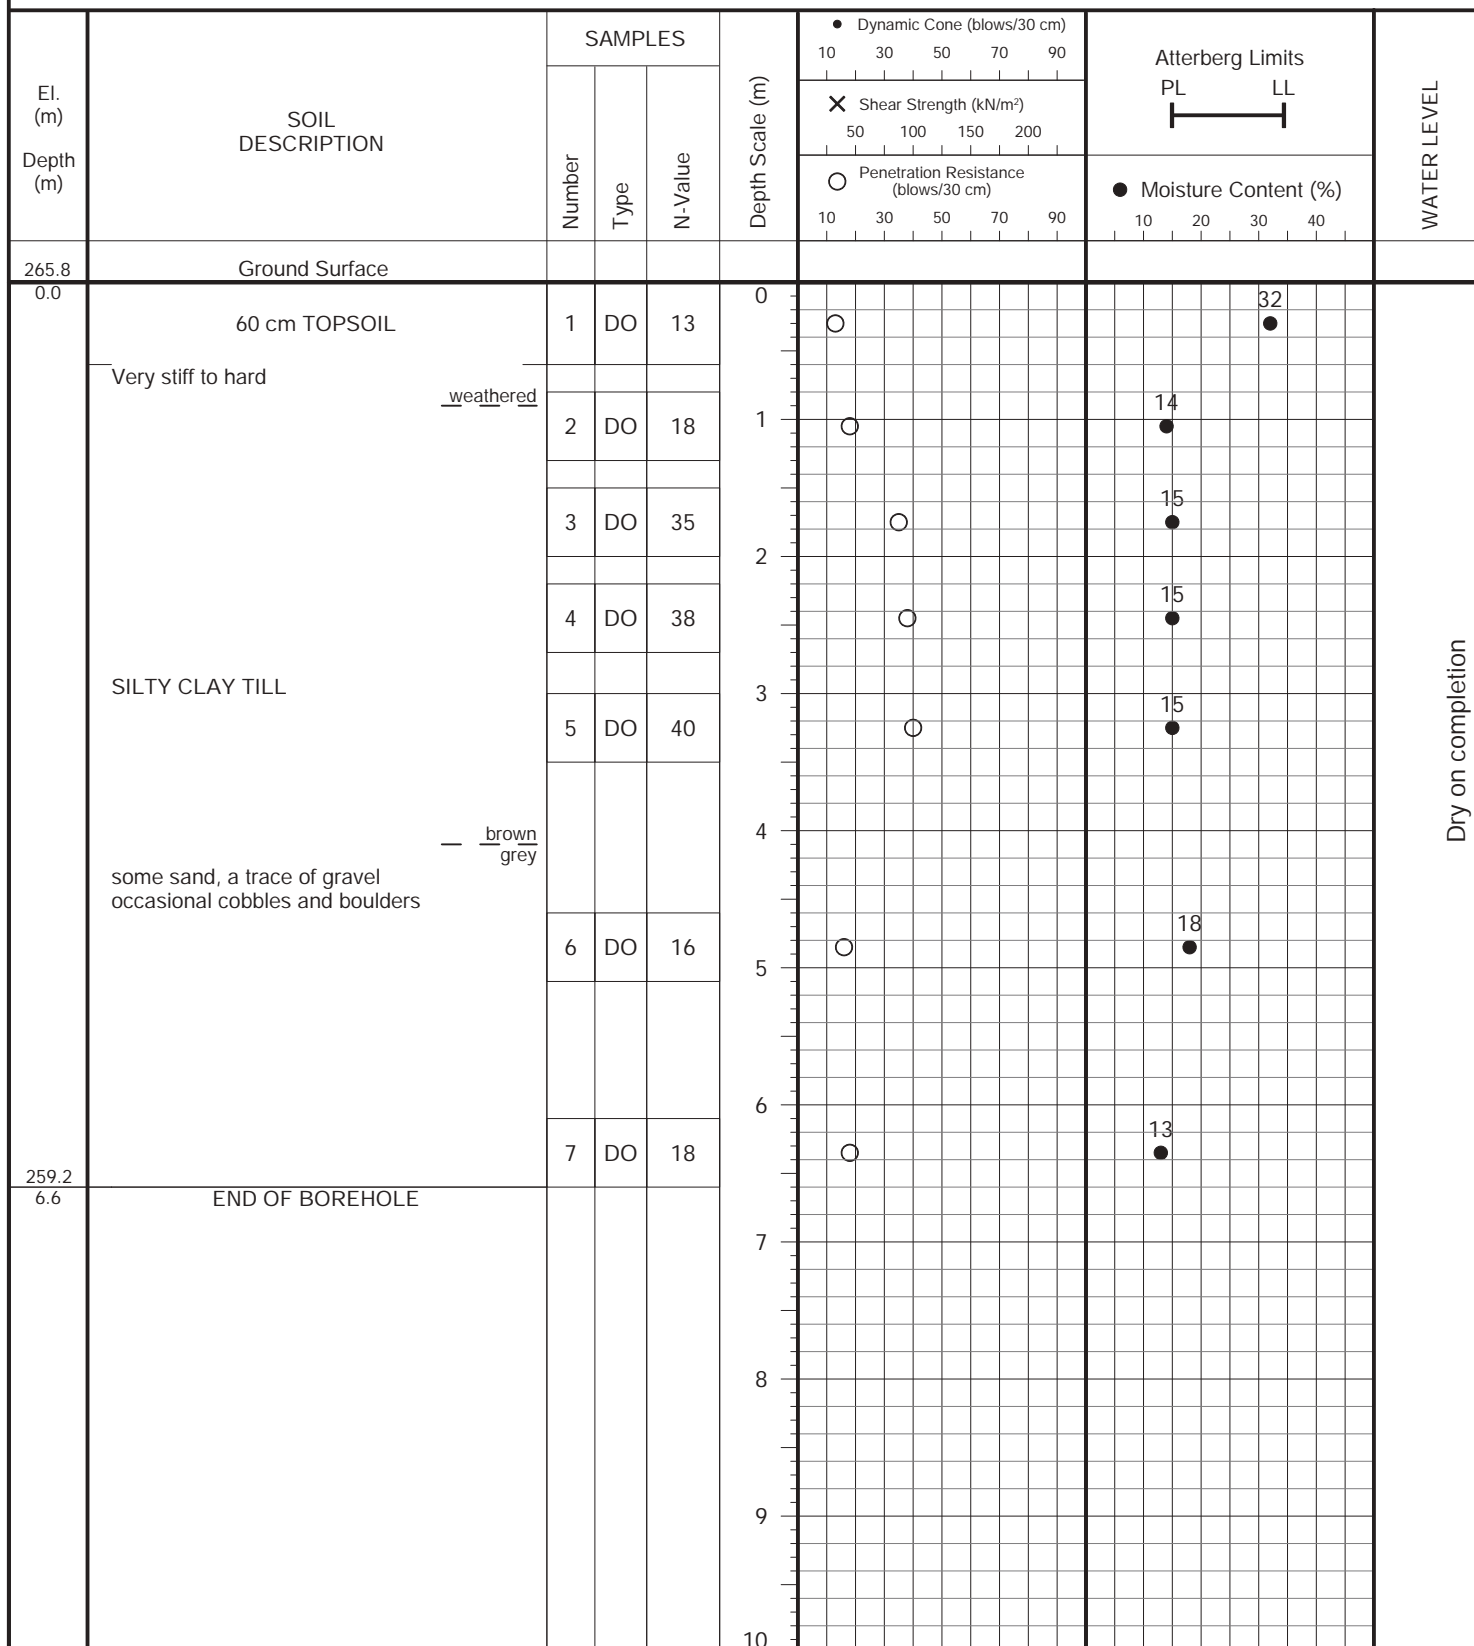 El.
(m)
Depth
(m)
SOIL
DESCRIPTION
SAMPLES
Number
Type
N-Value
Depth Scale (m)
Dynamic Cone (blows/30 cm)
10 30 50 70 90
Shear Strength (kN/m²)
50 100 150 200
Penetration Resistance
(blows/30 cm)
10 30 50 70 90
Atterberg Limits
PL LL
Moisture Content (%)
10 20 30 40
WATER LEVEL
265.8 Ground Surface
0.0 0
32
60 cm TOPSOIL 1 DO 13
Very stiff to hard
weathered
14
2 DO 18 1
15
3 DO 35
2
15
4 DO 38
SILTY CLAY TILL 3
15
5 DO 40
Dry on completion
brown 4
grey
some sand, a trace of gravel
occasional cobbles and boulders
18
6 DO 16
5
6
13
7 DO 18
259.2
6.6 END OF BOREHOLE
7
8
9
10